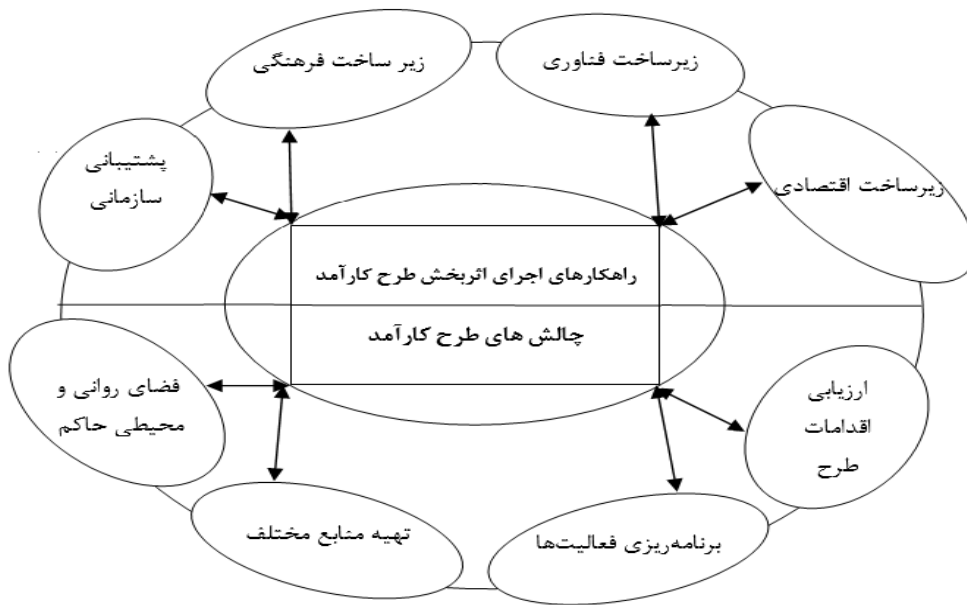 زیرساخت فناوری
زیر ساخت فرهنگی
زیرساخت اقتصادی
پشتیبانی
سازمانی
راهکارهای اجرای اثربخش طرح کارآمد
چالش های طرح کارآمد
ارزیابی
اقدامات
طرح
فضای روانی و
محیطی حاکم
برنامه‌ریزی فعالیت‌ها
تهیه منابع مختلف